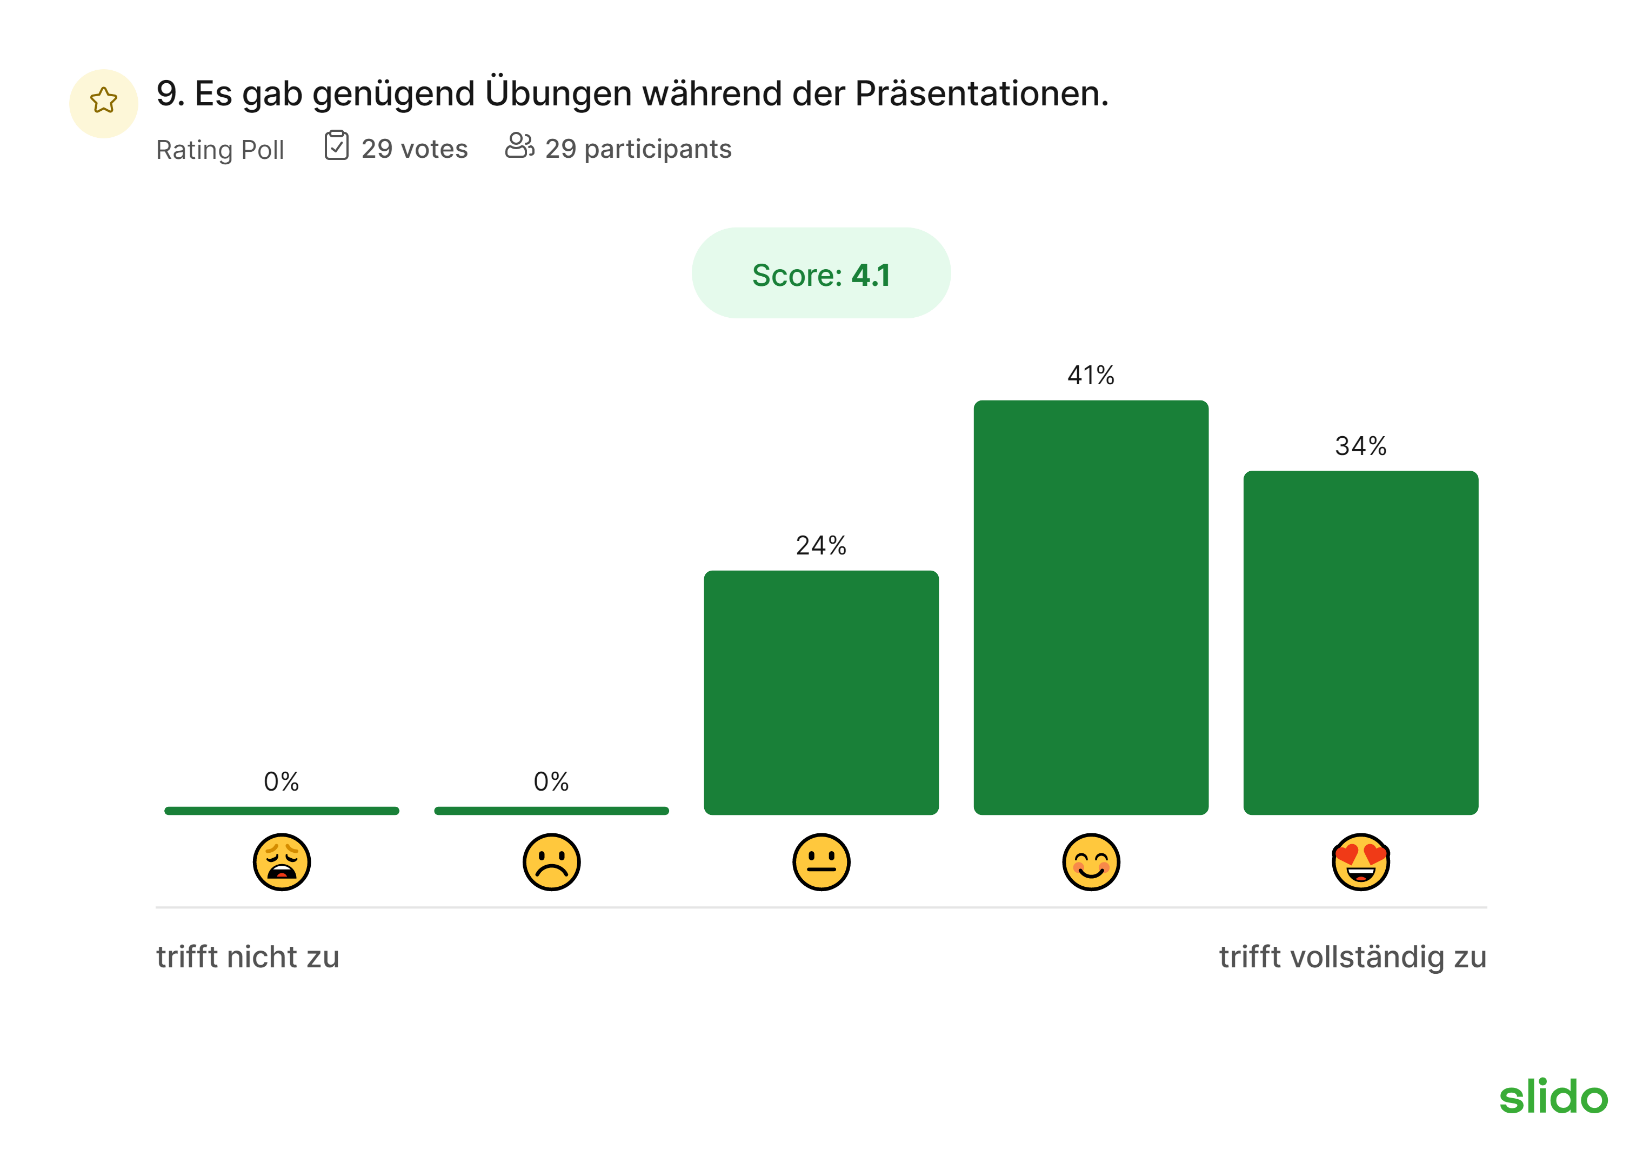 9. Es gab genügend Übungen während der Präsentationen.
Rating Poll 29 votes 29 participants
Score: 4.1
41%
34%
24%
0% 0%
trifft nicht zu trifft vollständig zu
slido